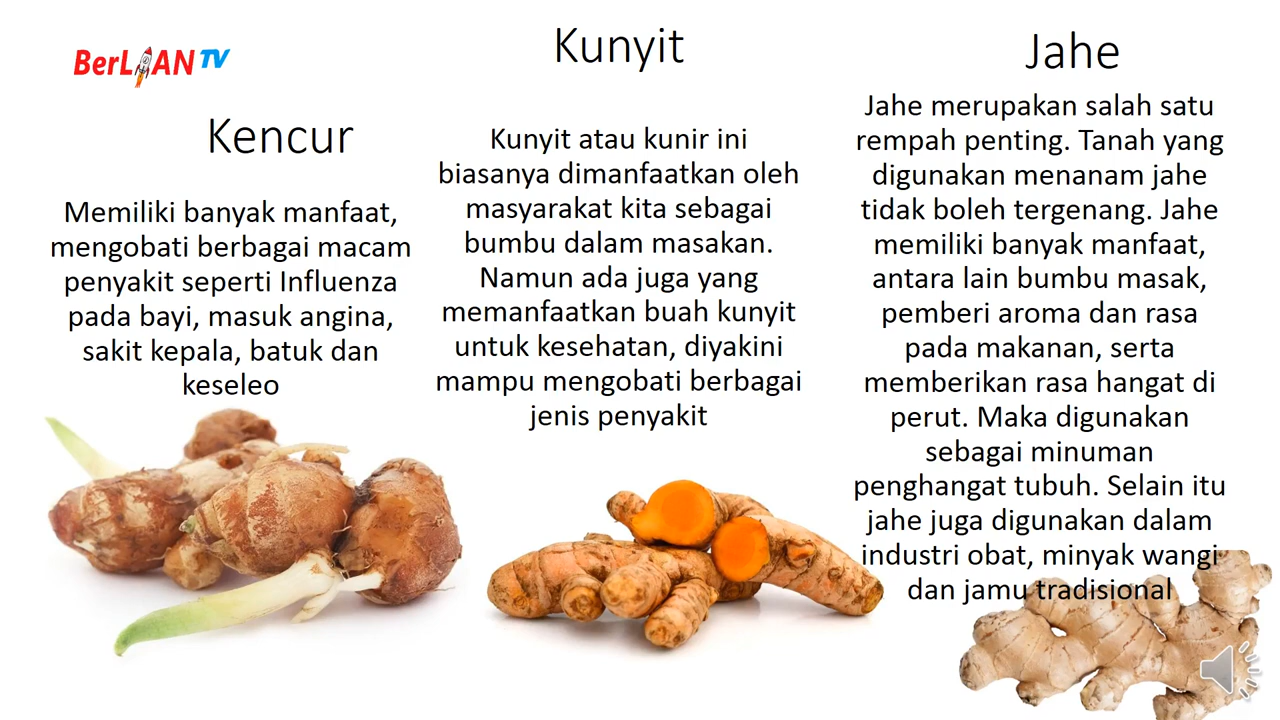 BerLIAN TV
Kencur
Memiliki banyak manfaat,
mengobati berbagai macam
penyakit seperti Influenza
pada bayi, masuk angina,
sakit kepala, batuk dan
keseleo
Kunyit
Kunyit atau kunir ini
biasanya dimanfaatkan oleh
masyarakat kita sebagai
bumbu dalam masakan.
Namun ada juga yang
memanfaatkan buah kunyit
untuk kesehatan, diyakini
mampu mengobati berbagai
jenis penyakit
Jahe
Jahe merupakan salah satu
rempah penting. Tanah yang
digunakan menanam jahe
tidak boleh tergenang. Jahe
memiliki banyak manfaat,
antara lain bumbu masak,
pemberi aroma dan rasa
pada makanan, serta
memberikan rasa hangat di
perut. Maka digunakan
sebagai minuman
penghangat tubuh. Selain itu
jahe juga digunakan dalam
industri obat, minyak wangi
dan jamu tradisional